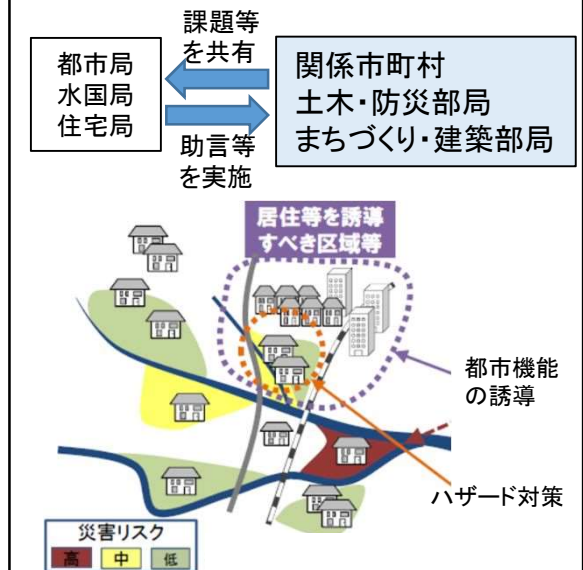 課題等
を共有
都市局
水国局
住宅局
関係市町村
土木・防災部局
まちづくり・建築部局
助言等
を実施
居住等を誘導
すべき区域等
都市機能
の誘導
ハザード対策
災害リスク
高 中 低